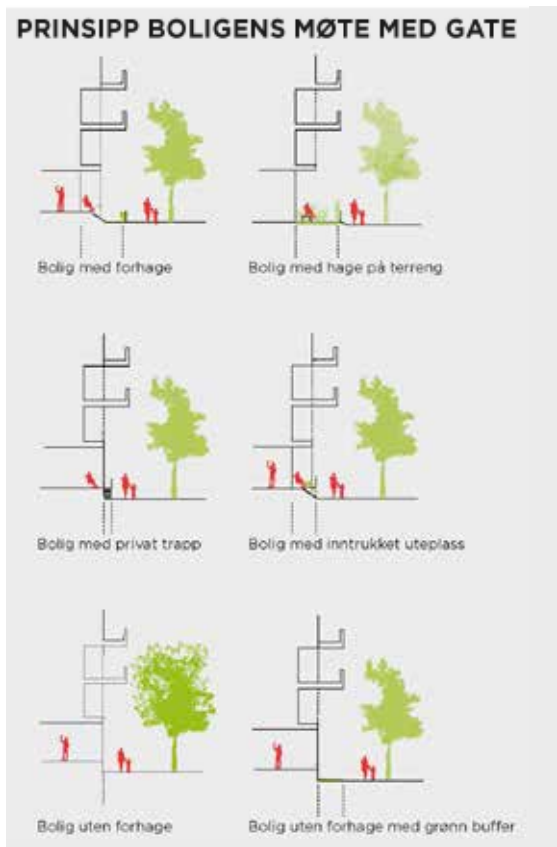 PRINSIPP BOLIGENS MØTE MED GATE
Bolig med forhage
Bolig med hage på terreng
Bolig med privat trapp
Bolig med inntrukket uteplass
Bolig uten forhage
Bolig uten forhage med grønn buffer